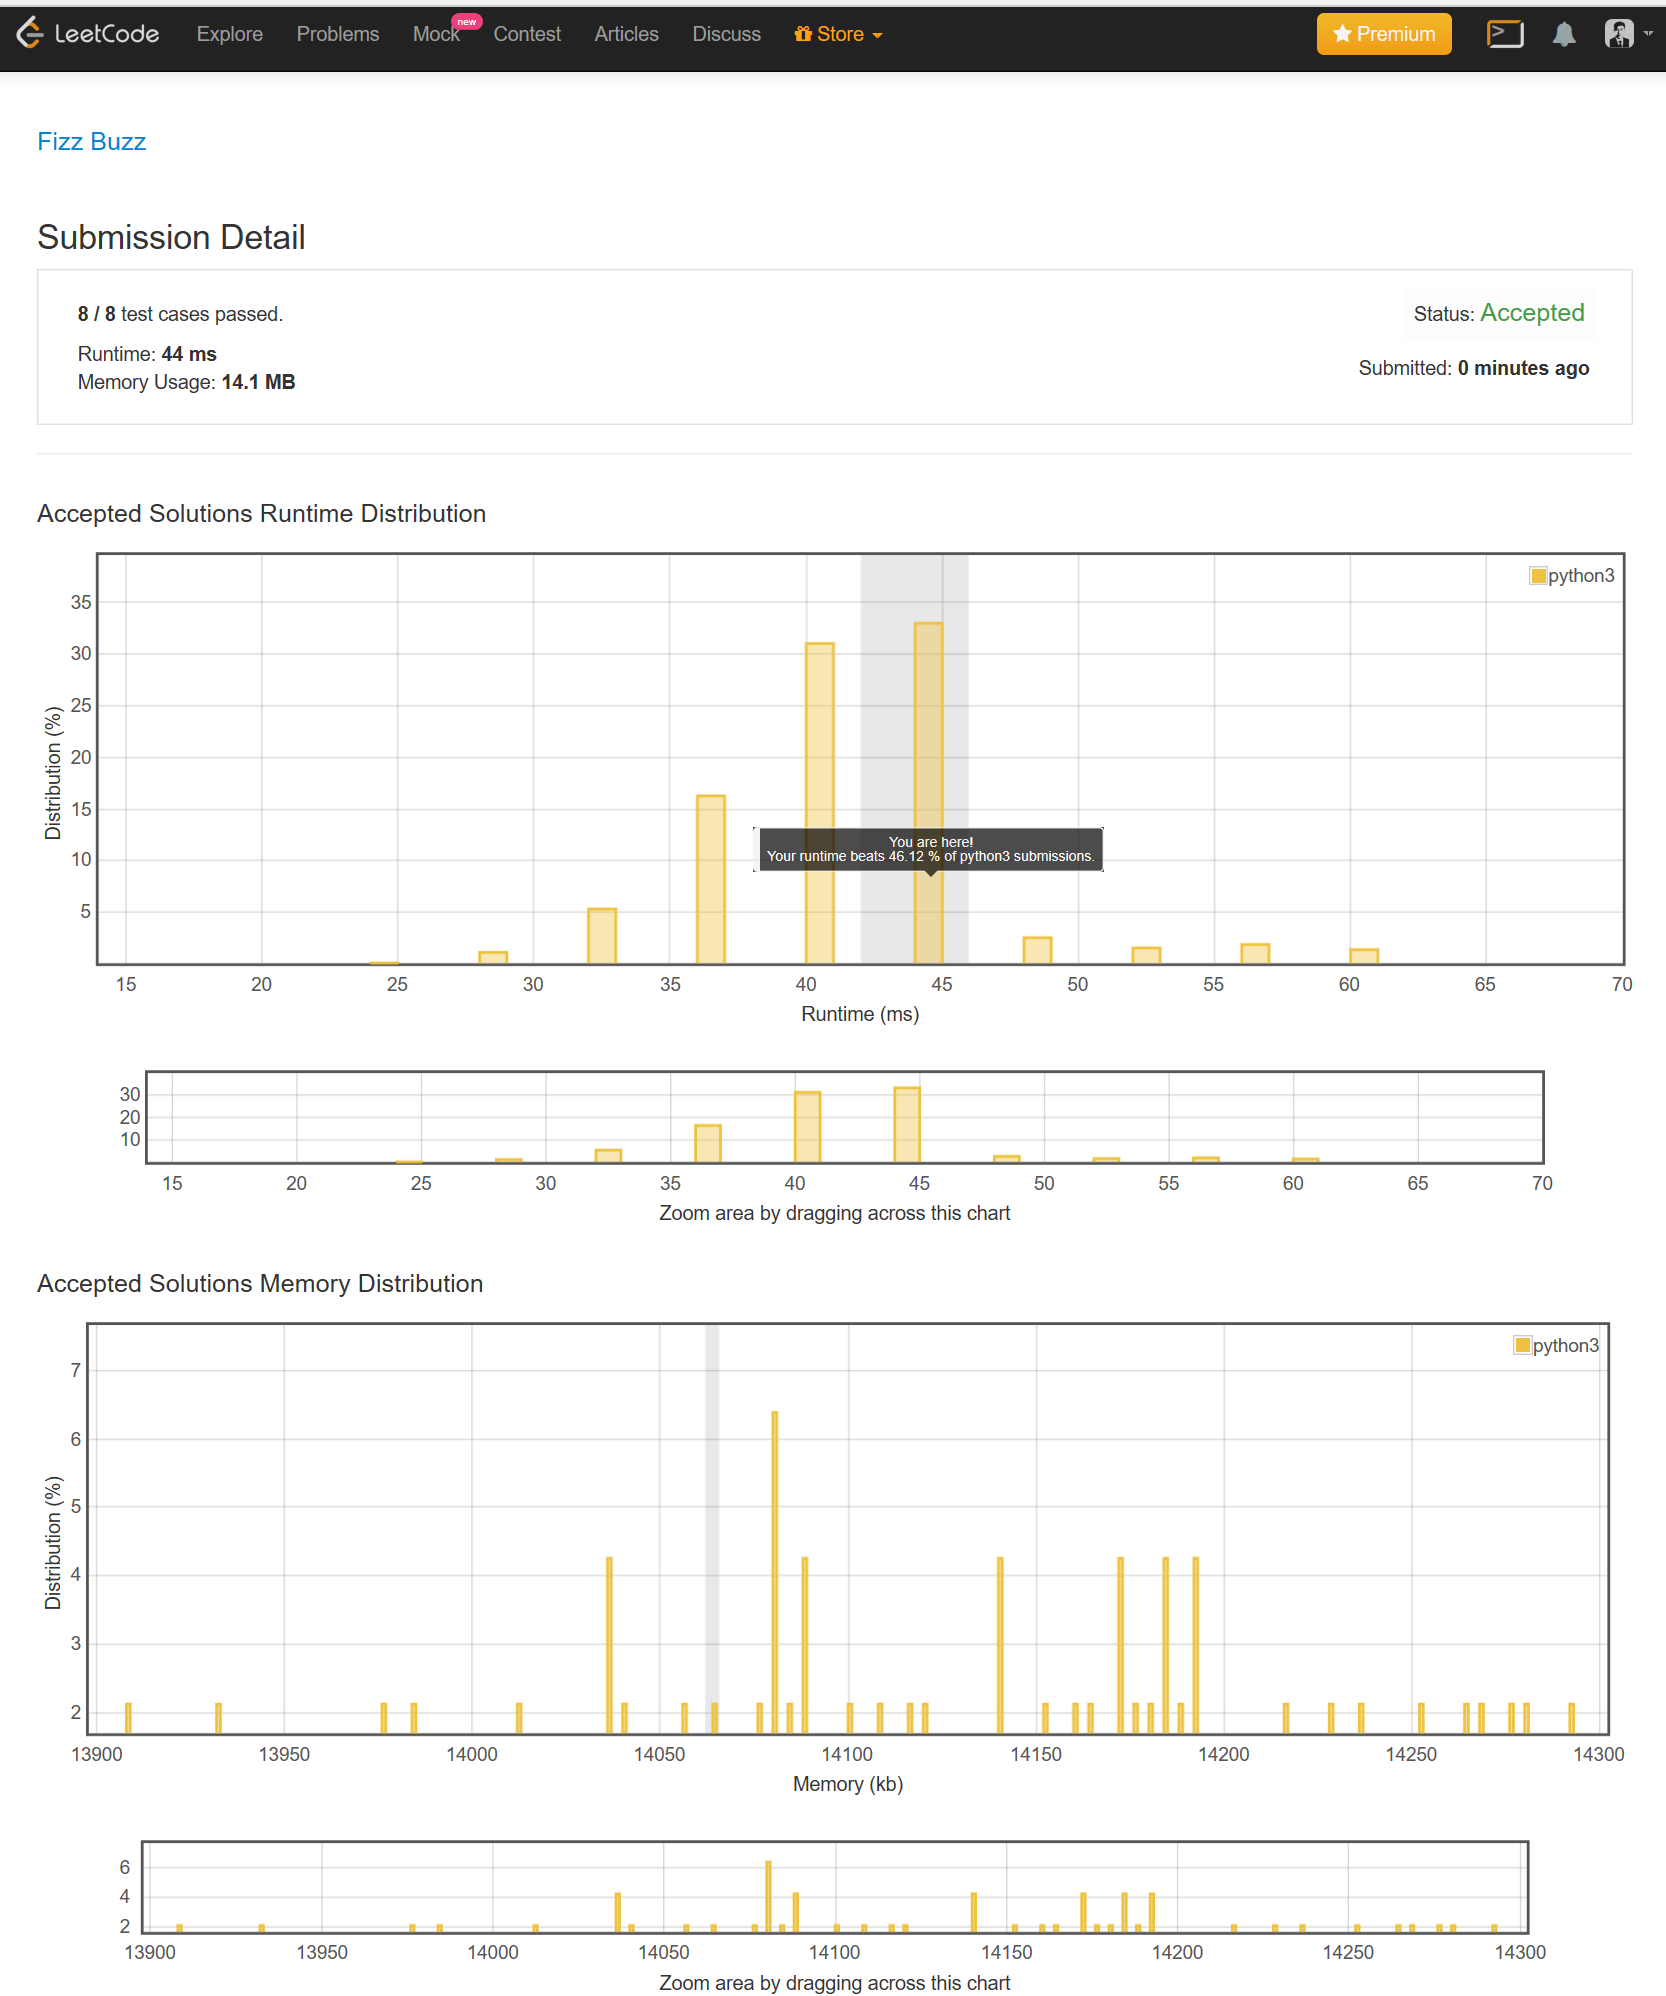 LeetCode Explore Problems Mock new Contest Articles Discuss Store Premium
Fizz Buzz
Submission Detail
8 / 8 test cases passed.
Status: Accepted
Runtime: 44 ms
Submitted: 0 minutes ago
Memory Usage: 14.1 MB
Accepted Solutions Runtime Distribution
python3
35
30
25
20
15
10
5
Distribution (%)
You are here!
Your runtime beats 46.12 % of python3 submissions.
15 20 25 30 35 40 45 50 55 60 65 70
Runtime (ms)
30
20
10
15 20 25 30 35 40 45 50 55 60 65 70
Zoom area by dragging across this chart
Accepted Solutions Memory Distribution
python3
7
6
5
4
3
2
Distribution (%)
13900 13950 14000 14050 14100 14150 14200 14250 14300
Memory (kb)
6
4
2
13900 13950 14000 14050 14100 14150 14200 14250 14300
Zoom area by dragging across this chart